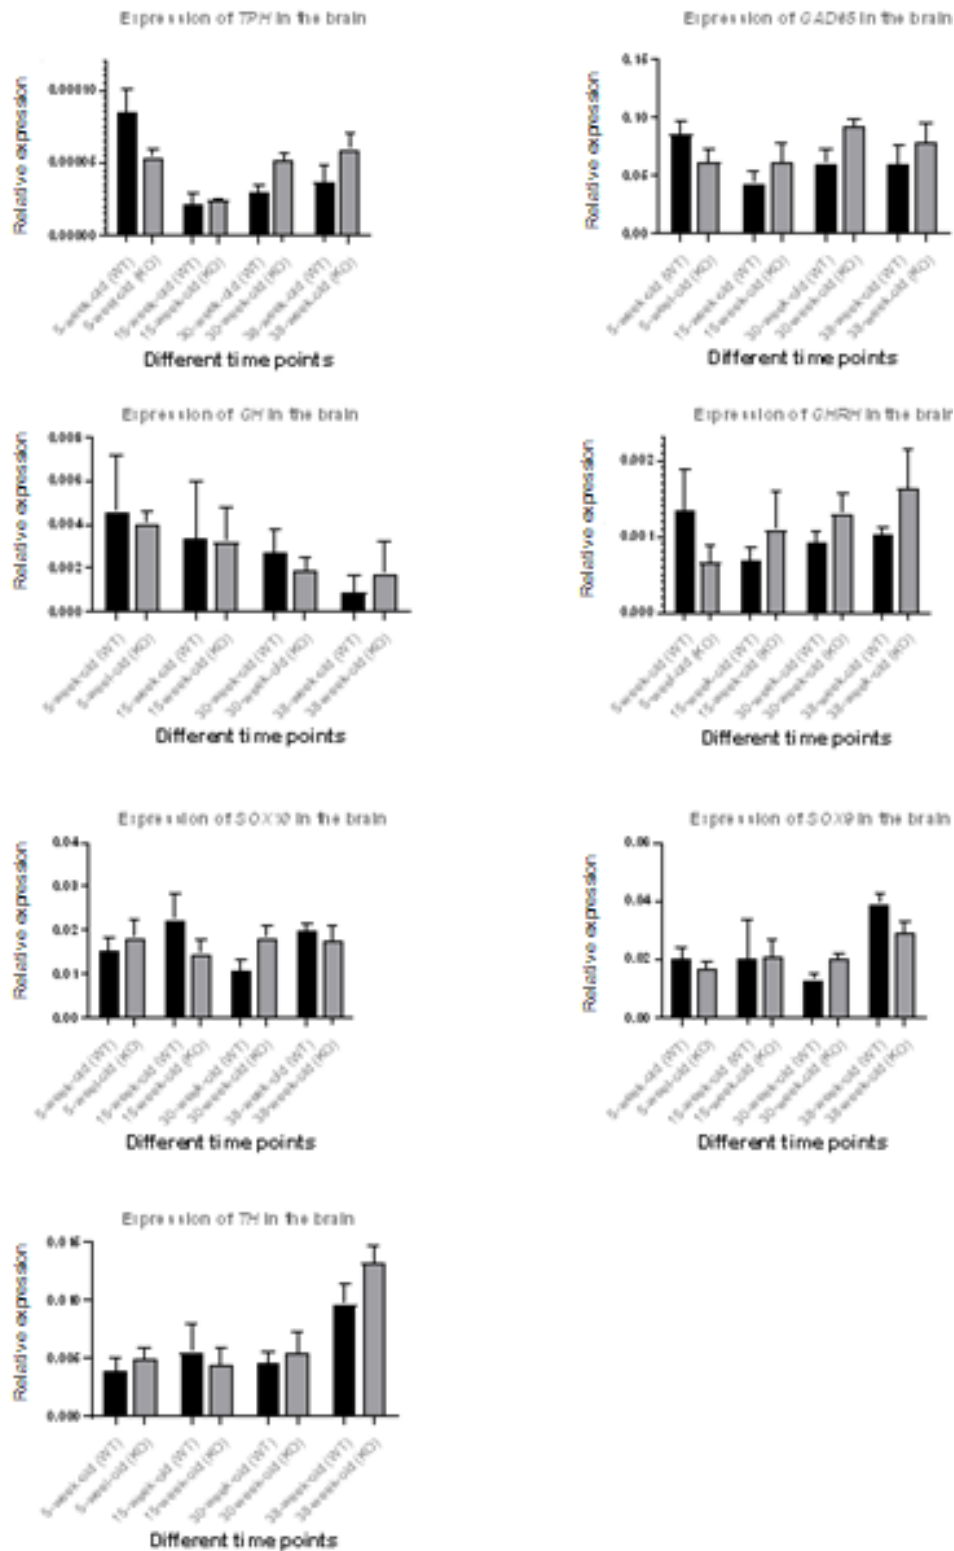 Expression of TPH in the brain
Relative expression
0.00010
0.00005
0.00000
5-week-old (WT)
5-week-old (KO)
15-week-old (WT)
15-week-old (KO)
30-week-old (WT)
30-week-old (KO)
38-week-old (WT)
38-week-old (KO)
Different time points
Expression of GAD65 in the brain
Relative expression
0.15
0.10
0.05
0.00
5-week-old (WT)
5-week-old (KO)
15-week-old (WT)
15-week-old (KO)
30-week-old (WT)
30-week-old (KO)
38-week-old (WT)
38-week-old (KO)
Different time points
Expression of GH in the brain
Relative expression
0.008
0.006
0.004
0.002
0.000
5-week-old (WT)
5-week-old (KO)
15-week-old (WT)
15-week-old (KO)
30-week-old (WT)
30-week-old (KO)
38-week-old (WT)
38-week-old (KO)
Different time points
Expression of GHRH in the brain
Relative expression
0.002
0.001
0.000
5-week-old (WT)
5-week-old (KO)
15-week-old (WT)
15-week-old (KO)
30-week-old (WT)
30-week-old (KO)
38-week-old (WT)
38-week-old (KO)
Different time points
Expression of SOX10 in the brain
Relative expression
0.04
0.03
0.02
0.01
0.00
5-week-old (WT)
5-week-old (KO)
15-week-old (WT)
15-week-old (KO)
30-week-old (WT)
30-week-old (KO)
38-week-old (WT)
38-week-old (KO)
Different time points
Expression of SOX9 in the brain
Relative expression
0.06
0.04
0.02
0.00
5-week-old (WT)
5-week-old (KO)
15-week-old (WT)
15-week-old (KO)
30-week-old (WT)
30-week-old (KO)
38-week-old (WT)
38-week-old (KO)
Different time points
Expression of TH in the brain
Relative expression
0.015
0.010
0.005
0.000
5-week-old (WT)
5-week-old (KO)
15-week-old (WT)
15-week-old (KO)
30-week-old (WT)
30-week-old (KO)
38-week-old (WT)
38-week-old (KO)
Different time points